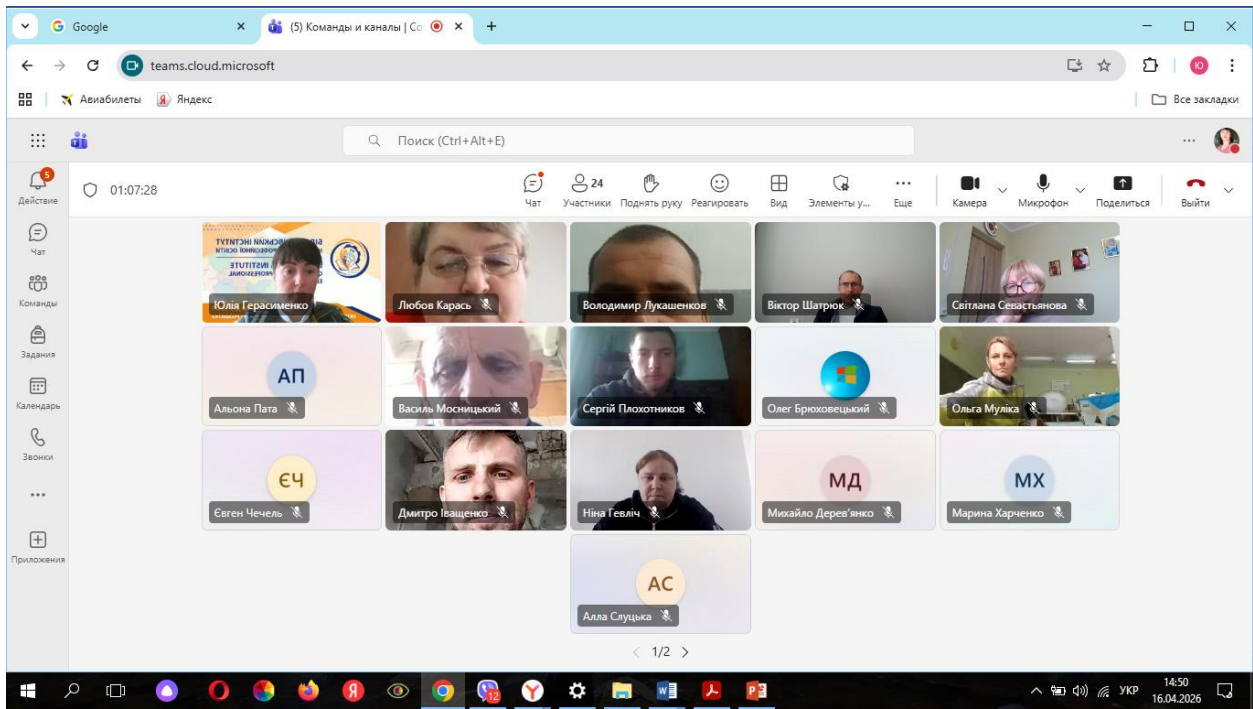 Google
(5) Команды и каналы | Co
teams.cloud.microsoft
Ю
Авиабилеты
Я
Яндекс
Все закладки
Поиск (Ctrl+Alt+E)
5
Действие
Чат
Команды
Задания
Календарь
Звонки
Приложения
01:07:28
Чат
24
Участники
Поднять руку
Реагировать
Вид
Элементы у...
Еще
Камера
Микрофон
Поделиться
Выйти
Юлія Герасименко
Любов Карась
Володимир Лукашенков
Віктор Шатрюк
Світлана Севастьянова
АП
Альона Пата
Василь Мосницький
Сергій Плохотников
Олег Брюховецький
Ольга Муліка
ЄЧ
Євген Чечель
Дмитро Іващенко
Ніна Гевліч
МД
Михайло Дерев'янко
МХ
Марина Харченко
АС
Алла Слуцька
1/2
Я
12
УКР
14:50
16.04.2026